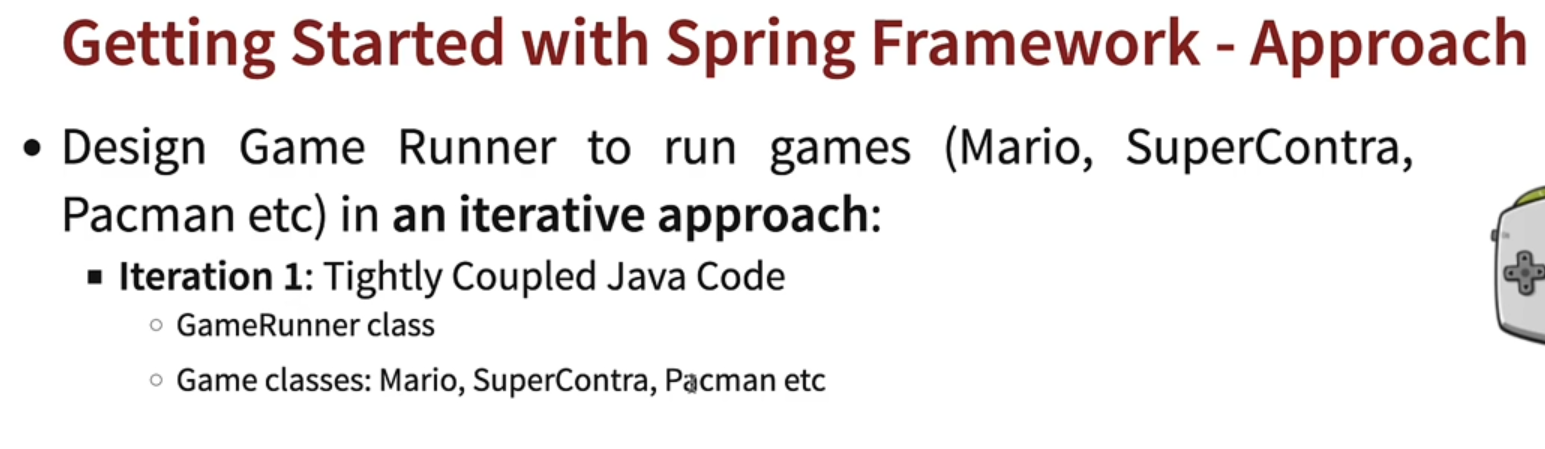 Getting Started with Spring Framework - Approach
• Design Game Runner to run games (Mario, SuperContra,
Pacman etc) in an iterative approach:
▪ Iteration 1: Tightly Coupled Java Code
○ GameRunner class
○ Game classes: Mario, SuperContra, Pacman etc